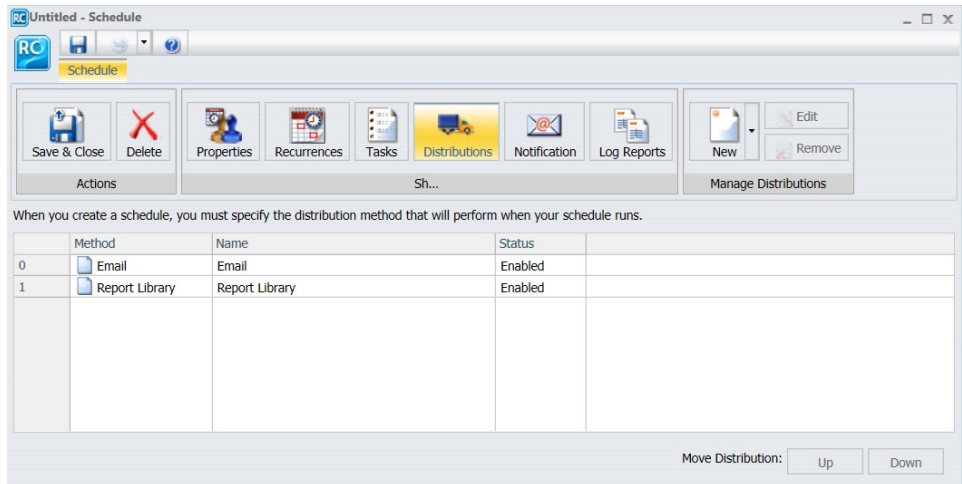 RC Untitled - Schedule
RC
Schedule
Save & Close Delete Properties Recurrences Tasks Distributions Notification Log Reports New Edit
Remove
Actions Sh... Manage Distributions
When you create a schedule, you must specify the distribution method that will perform when your schedule runs.
Method Name Status
0 Email Email Enabled
1 Report Library Report Library Enabled
Move Distribution: Up Down